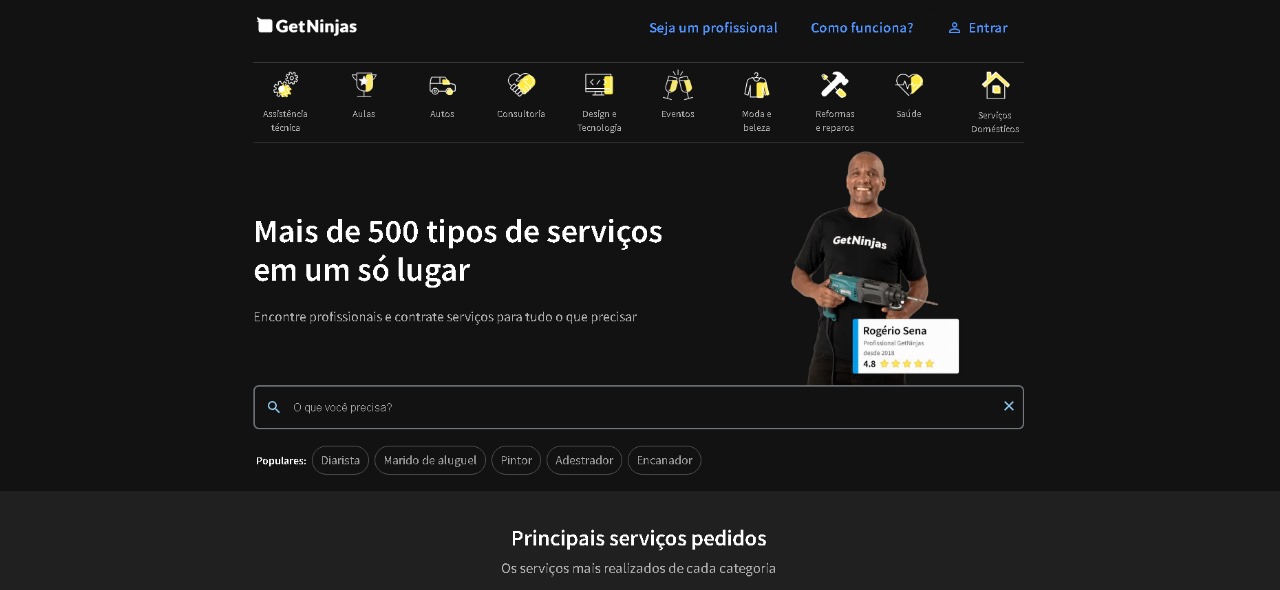 GetNinjas
Seja um profissional
Como funciona?
Entrar
Assistência
técnica
Aulas
Autos
Consultoria
Design e
Tecnologia
Eventos
Moda e
beleza
Reformas
e reparos
Saúde
Serviços
Domésticos
Mais de 500 tipos de serviços
em um só lugar
Encontre profissionais e contrate serviços para tudo o que precisar
GetNinjas
Rogério Sena
Profissional GetNinjas
desde 2018
4.8
O que você precisa?
Populares:
Diarista
Marido de aluguel
Pintor
Adestrador
Encanador
Principais serviços pedidos
Os serviços mais realizados de cada categoria